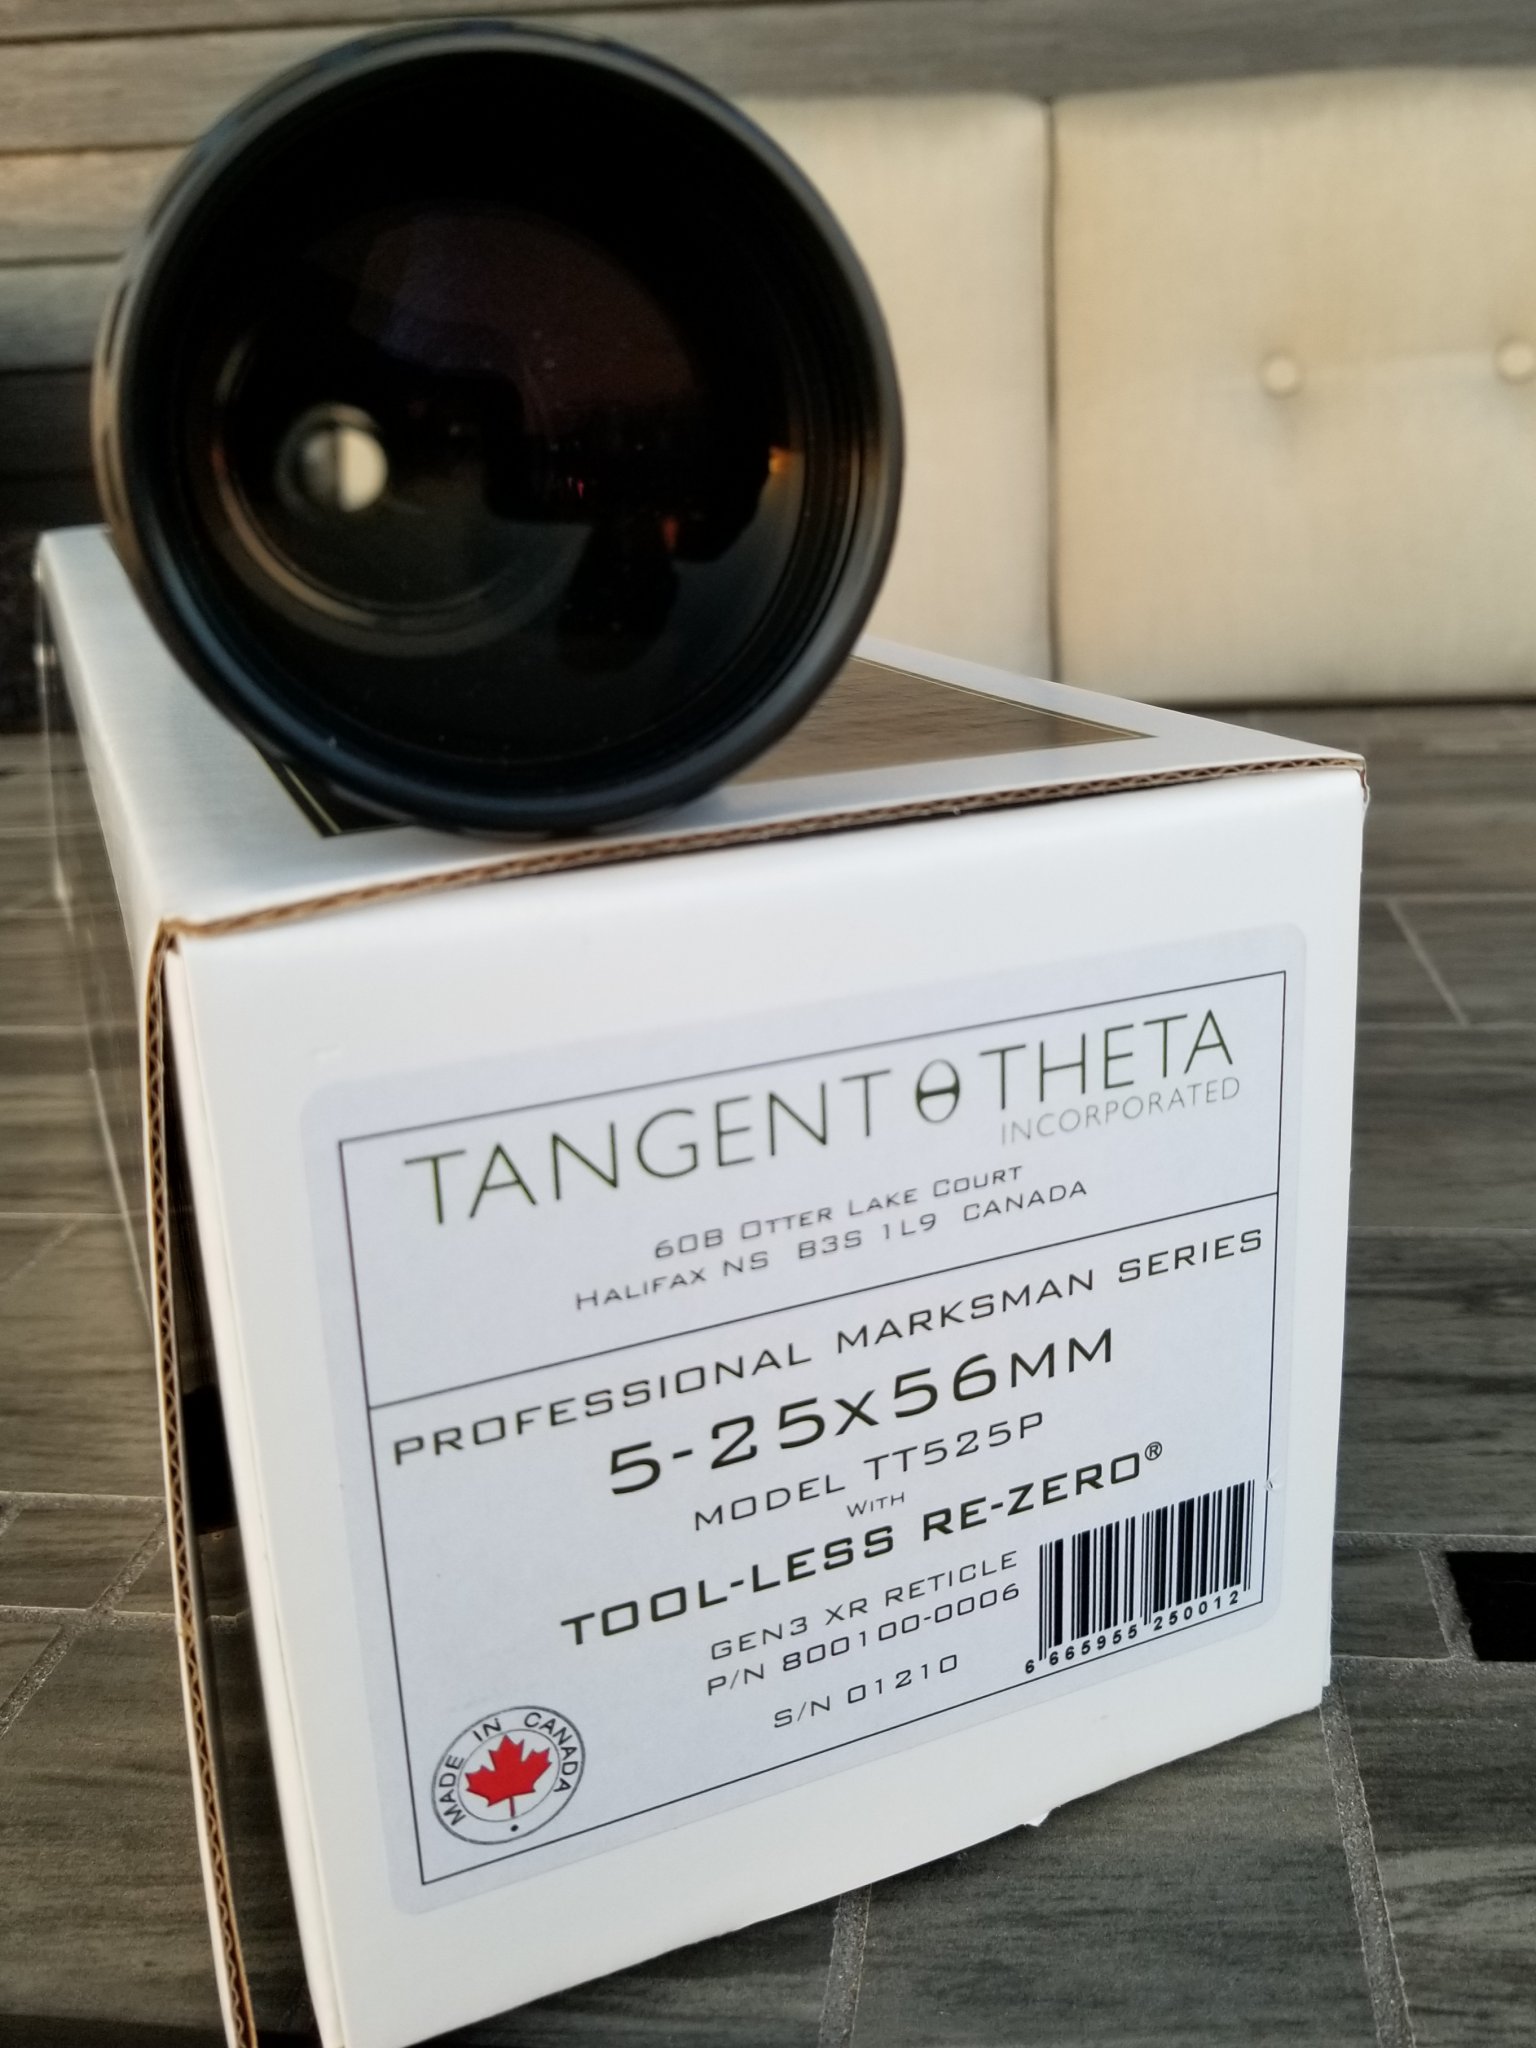 TANGENT θ THETA
INCORPORATED
60B OTTER LAKE COURT
HALIFAX NS B3S 1L9 CANADA
PROFESSIONAL MARKSMAN SERIES
5-25x56MM
MODEL TT525P
WITH
TOOL-LESS RE-ZERO®
GEN3 XR RETICLE
P/N 800100-0006
S/N 01210
6 665955 250012
MADE IN CANADA